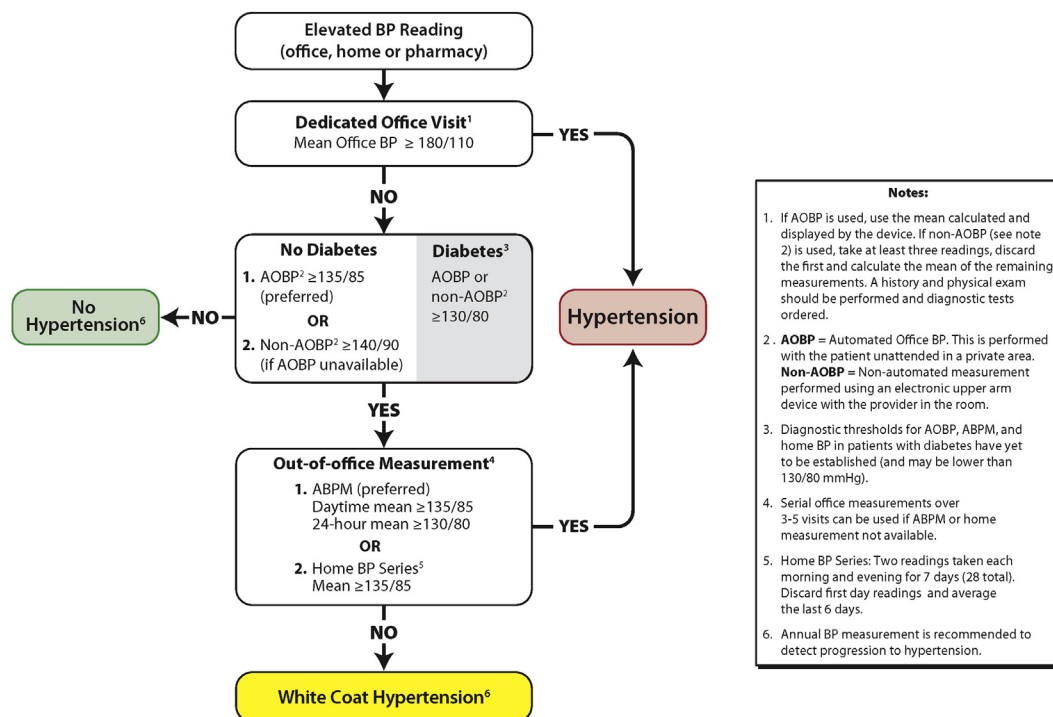 Elevated BP Reading
(office, home or pharmacy)
Dedicated Office Visit¹
Mean Office BP ≥ 180/110
YES
NO
No Diabetes
1. AOBP² ≥135/85
(preferred)
OR
2. Non-AOBP² ≥140/90
(if AOBP unavailable)
Diabetes³
AOBP or
non-AOBP²
≥130/80
NO
No
Hypertension⁶
Hypertension
YES
Out-of-office Measurement⁴
1. ABPM (preferred)
Daytime mean ≥135/85
24-hour mean ≥130/80
OR
2. Home BP Series⁵
Mean ≥135/85
YES
NO
White Coat Hypertension⁶
Notes:
1. If AOBP is used, use the mean calculated and
displayed by the device. If non-AOBP (see note
2) is used, take at least three readings, discard
the first and calculate the mean of the remaining
measurements. A history and physical exam
should be performed and diagnostic tests
ordered.
2. AOBP = Automated Office BP. This is performed
with the patient unattended in a private area.
Non-AOBP = Non-automated measurement
performed using an electronic upper arm
device with the provider in the room.
3. Diagnostic thresholds for AOBP, ABPM, and
home BP in patients with diabetes have yet
to be established (and may be lower than
130/80 mmHg).
4. Serial office measurements over
3-5 visits can be used if ABPM or home
measurement not available.
5. Home BP Series: Two readings taken each
morning and evening for 7 days (28 total).
Discard first day readings and average
the last 6 days.
6. Annual BP measurement is recommended to
detect progression to hypertension.